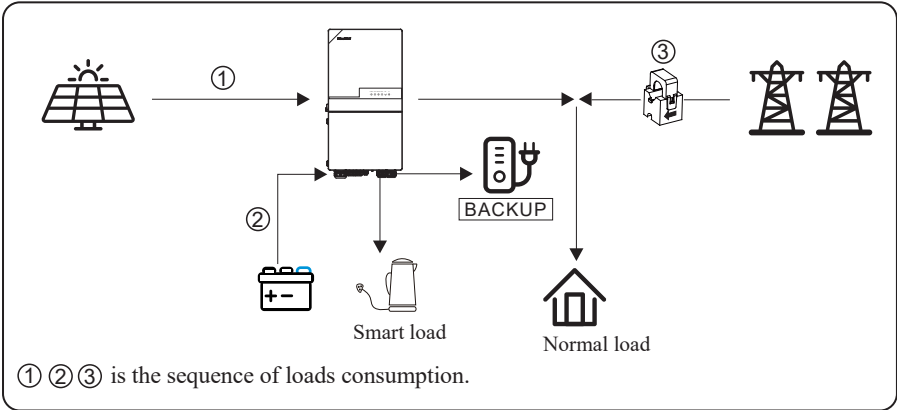 ①
③
②
BACKUP
+ −
Smart load
Normal load
① ② ③ is the sequence of loads consumption.